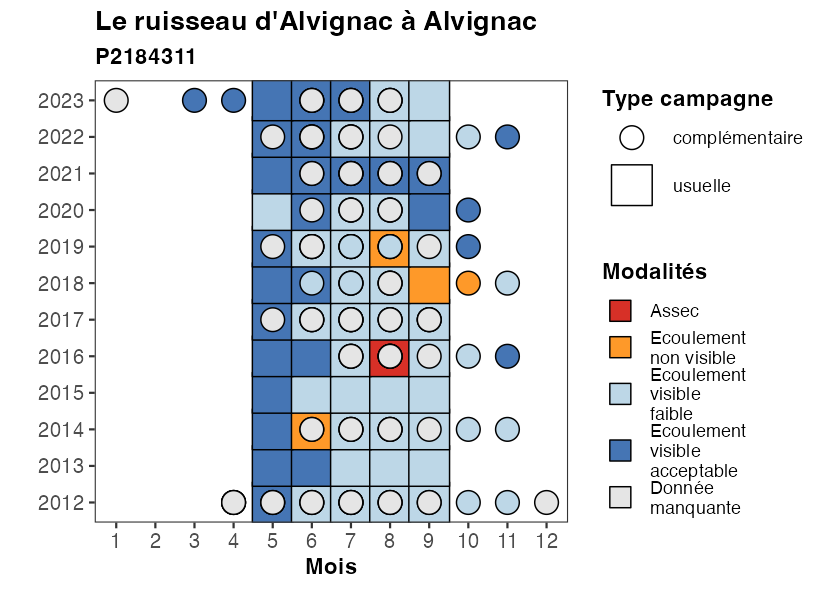 Le ruisseau d'Alvignac à Alvignac
P2184311
2023
2022
2021
2020
2019
2018
2017
2016
2015
2014
2013
2012
1 2 3 4 5 6 7 8 9 10 11 12
Mois
Type campagne
complémentaire
usuelle
Modalités
Assec
Ecoulement
non visible
Ecoulement
visible
faible
Ecoulement
visible
acceptable
Donnée
manquante